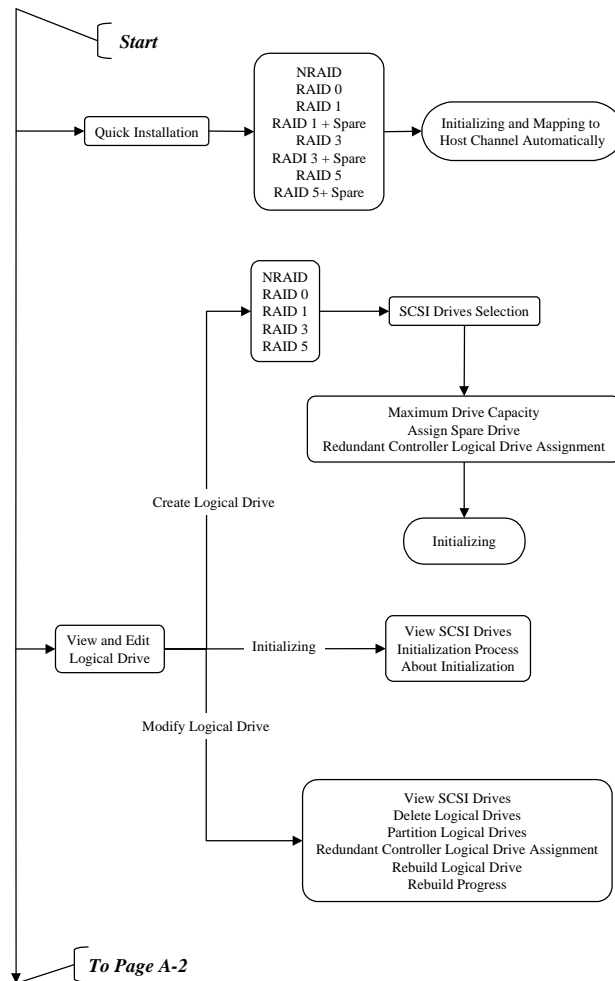 Start
NRAID
RAID 0
RAID 1
RAID 1 + Spare
RAID 3
RADI 3 + Spare
RAID 5
RAID 5+ Spare
Quick Installation
Initializing and Mapping to
Host Channel Automatically
NRAID
RAID 0
RAID 1
RAID 3
RAID 5
SCSI Drives Selection
Maximum Drive Capacity
Assign Spare Drive
Redundant Controller Logical Drive Assignment
Create Logical Drive
Initializing
View and Edit
Logical Drive
Initializing
View SCSI Drives
Initialization Process
About Initialization
Modify Logical Drive
View SCSI Drives
Delete Logical Drives
Partition Logical Drives
Redundant Controller Logical Drive Assignment
Rebuild Logical Drive
Rebuild Progress
To Page A-2